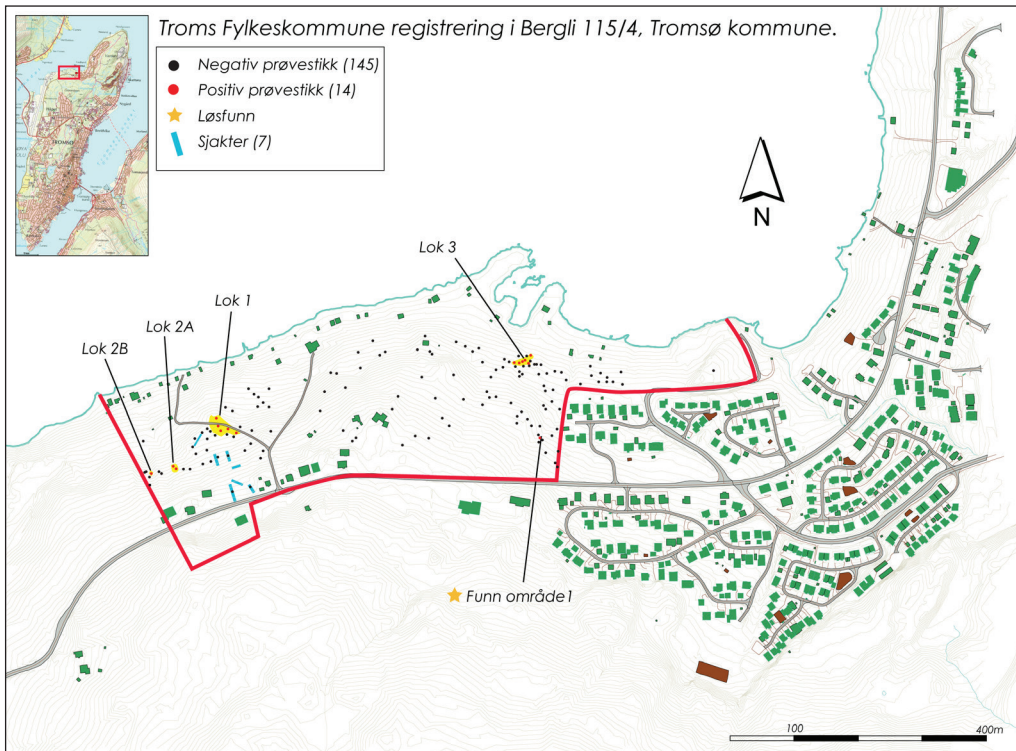 Troms Fylkeskommune registrering i Bergli 115/4, Tromsø kommune.
Negativ prøvestikk (145)
Positiv prøvestikk (14)
Løsfunn
Sjakter (7)
TROMSØ
N
Lok 3
Lok 1
Lok 2A
Lok 2B
Funn område1
100
400m